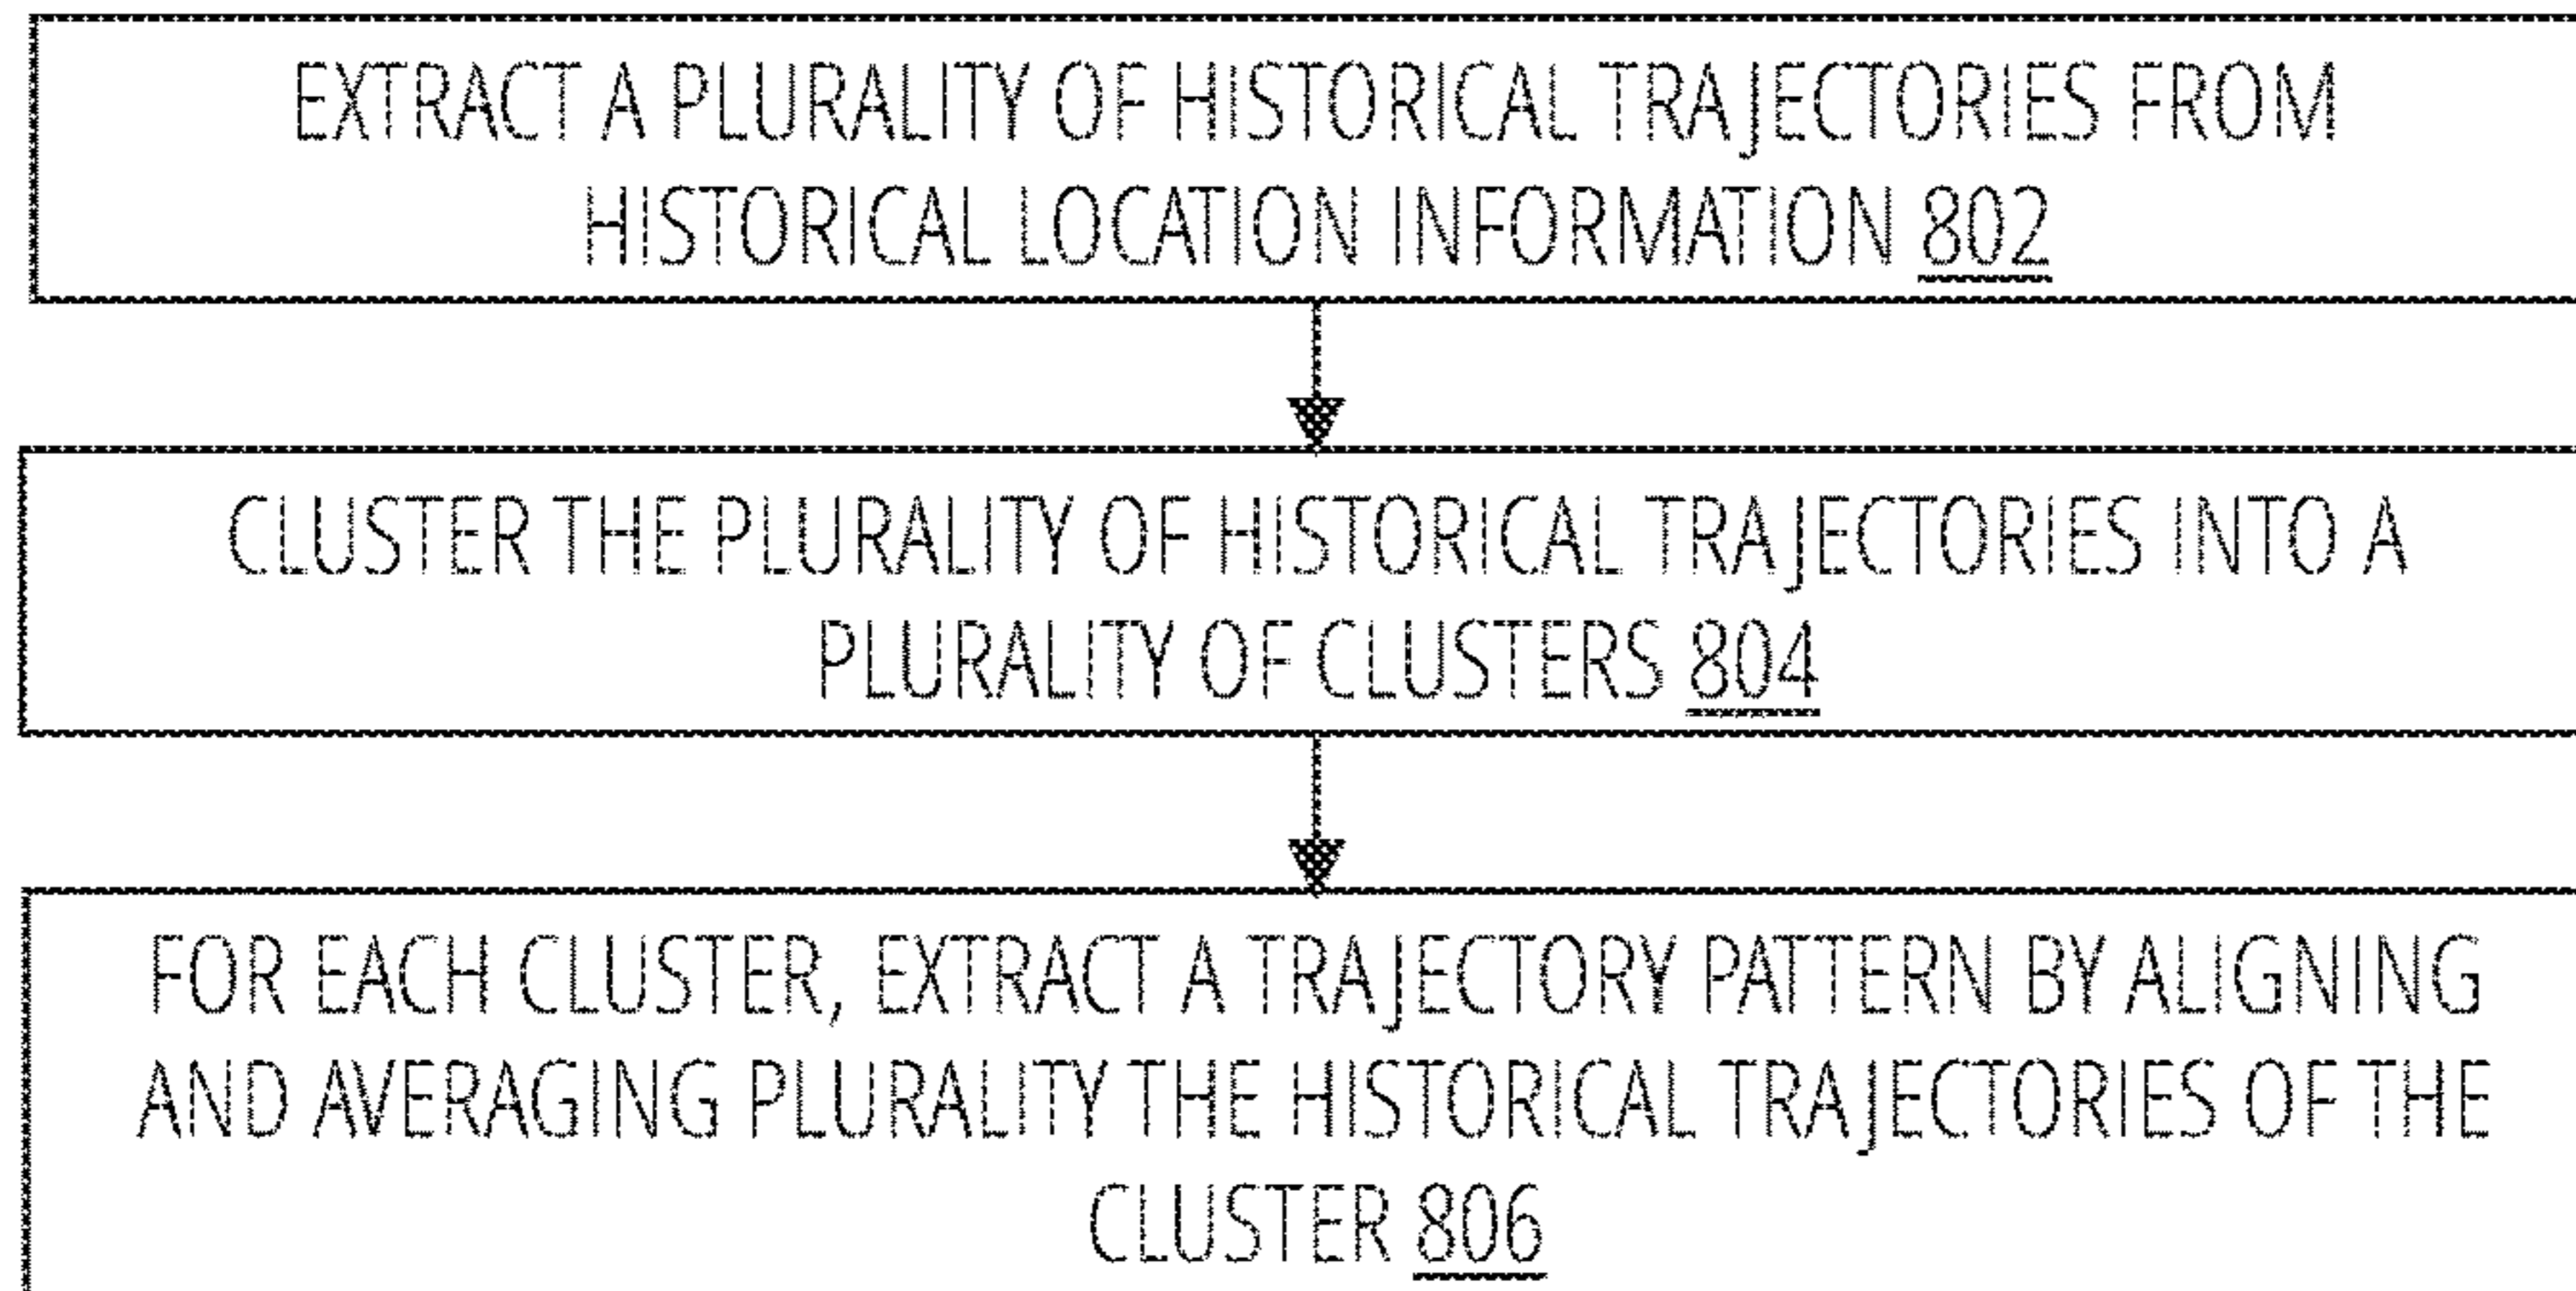 EXTRACT A PLURALITY OF HISTORICAL TRAJECTORIES FROM
HISTORICAL LOCATION INFORMATION 802
CLUSTER THE PLURALITY OF HISTORICAL TRAJECTORIES INTO A
PLURALITY OF CLUSTERS 804
FOR EACH CLUSTER, EXTRACT A TRAJECTORY PATTERN BY ALIGNING
AND AVERAGING PLURALITY THE HISTORICAL TRAJECTORIES OF THE
CLUSTER 806